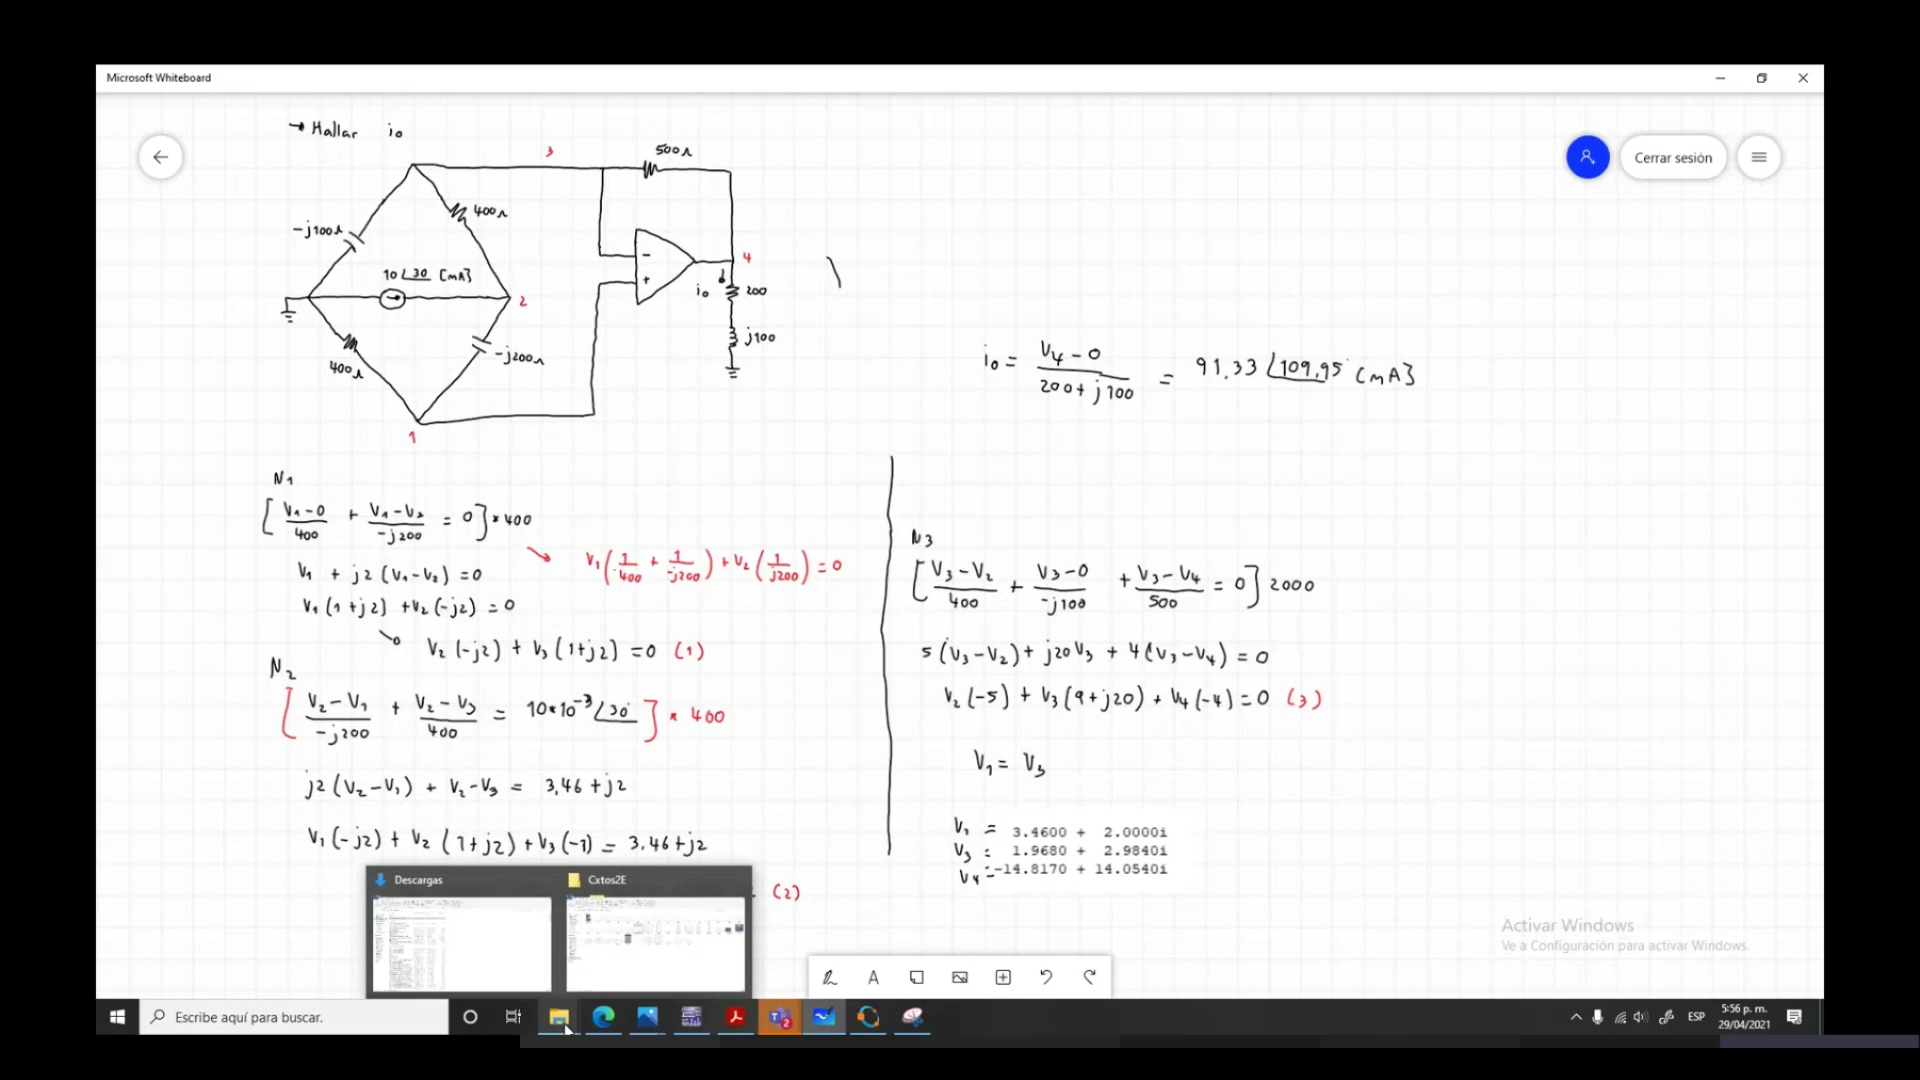 Microsoft Whiteboard
Cerrar sesión
→ Hallar io
3
500Ω
-j100Ω
400Ω
10∠30 [mA]
2
-
+
4
io
200
j100
400Ω
-j200Ω
1
io = (V4 - 0)/(200 + j100) = 91.33 ∠109.95° [mA]
N1
[(V1 - 0)/400 + (V1 - V2)/(-j200) = 0] * 400
V1(1/400 + 1/(-j200)) + V2(1/(j200)) = 0
V1 + j2(V1 - V2) = 0
V1(1 + j2) + V2(-j2) = 0
V2(-j2) + V3(1+j2) = 0 (1)
N2
[(V2 - V1)/(-j200) + (V2 - V3)/400 = 10*10^-3 ∠30°] * 400
j2(V2 - V1) + V2 - V3 = 3,46 + j2
V1(-j2) + V2(1+j2) + V3(-1) = 3,46 + j2
(2)
N3
[(V3 - V2)/400 + (V3 - 0)/(-j100) + (V3 - V4)/500 = 0] 2000
5(V3 - V2) + j20V3 + 4(V3 - V4) = 0
V2(-5) + V3(9 + j20) + V4(-4) = 0 (3)
V1 = V3
V2 = 3.4600 + 2.0000i
V3 = 1.9680 + 2.9840i
V4 = -14.8170 + 14.0540i
Descargas
Cxtos2E
Activar Windows
Ve a Configuración para activar Windows.
A
Escribe aquí para buscar.
ESP
5:56 p. m.
29/04/2021